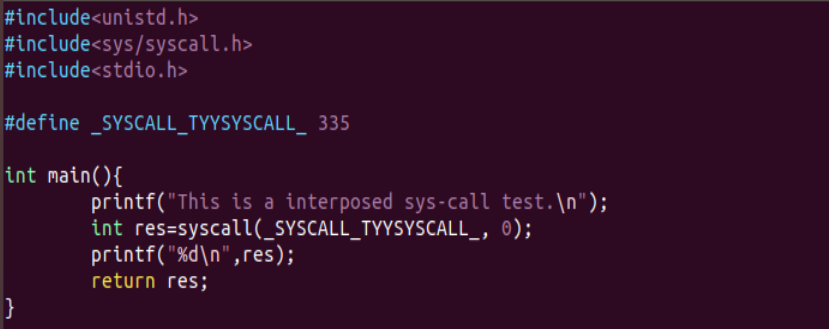 #include<unistd.h>
#include<sys/syscall.h>
#include<stdio.h>
#define _SYSCALL_TYYSYSCALL_ 335
int main(){
printf("This is a interposed sys-call test.\n");
int res=syscall(_SYSCALL_TYYSYSCALL_, 0);
printf("%d\n",res);
return res;
}